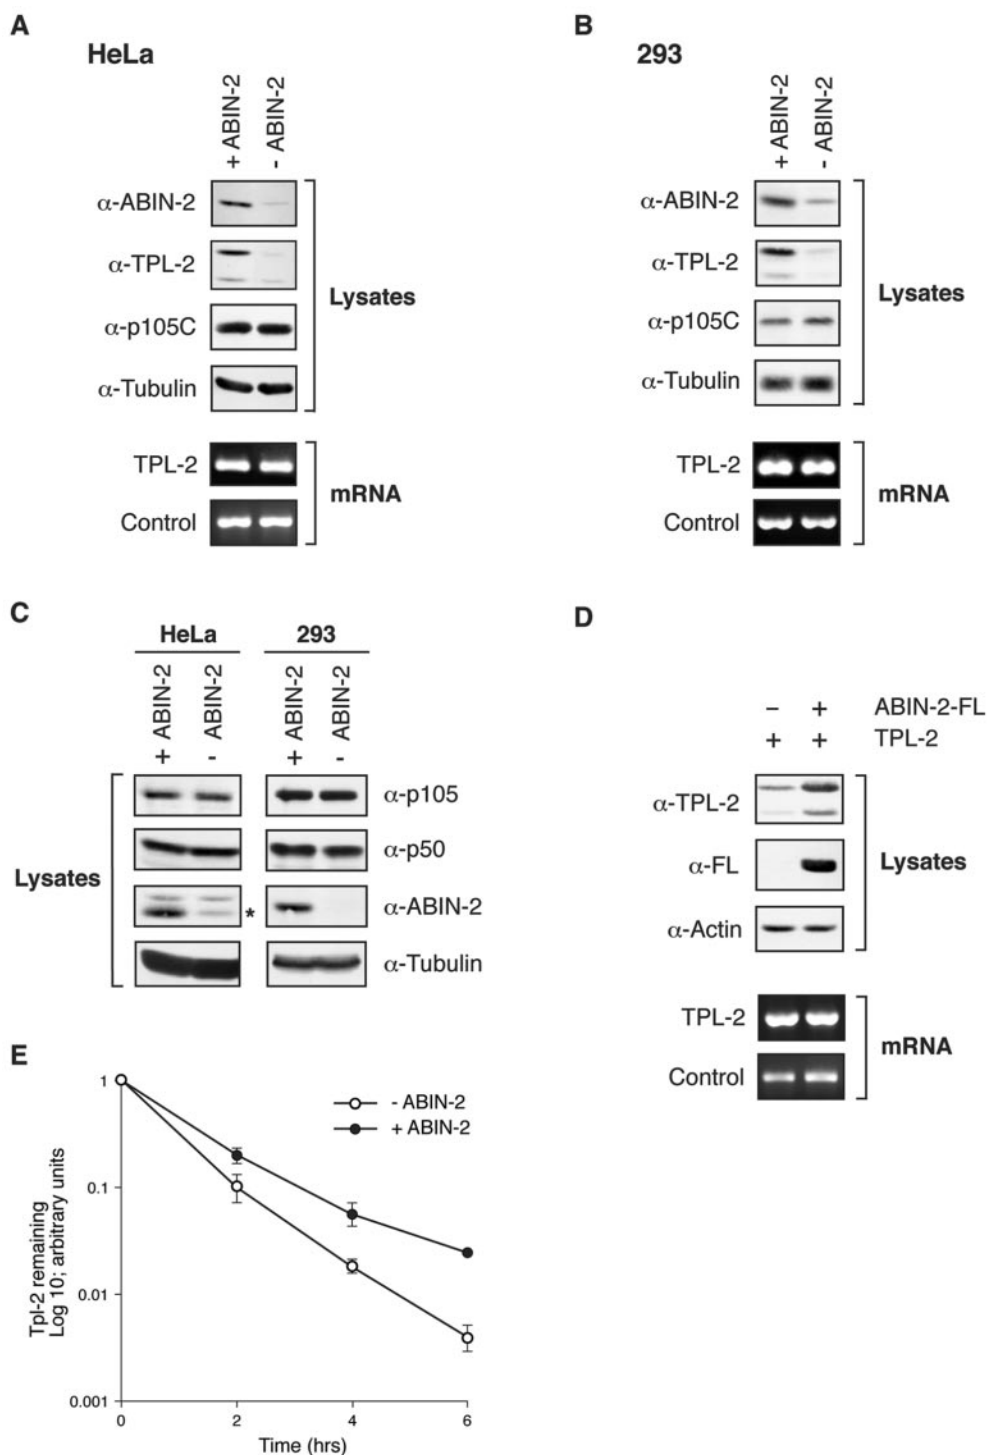 A
HeLa
+ ABIN-2
- ABIN-2
α-ABIN-2
α-TPL-2
α-p105C
α-Tubulin
Lysates
TPL-2
Control
mRNA
B
293
+ ABIN-2
- ABIN-2
α-ABIN-2
α-TPL-2
α-p105C
α-Tubulin
Lysates
TPL-2
Control
mRNA
C
HeLa 293
+ ABIN-2
- ABIN-2
+ ABIN-2
- ABIN-2
α-p105
α-p50
* α-ABIN-2
α-Tubulin
Lysates
D
− + ABIN-2-FL
+ + TPL-2
α-TPL-2
α-FL
α-Actin
Lysates
TPL-2
Control
mRNA
E
- ABIN-2
+ ABIN-2
Tpl-2 remaining
Log 10; arbitrary units
1
0.1
0.01
0.001
0 2 4 6
Time (hrs)